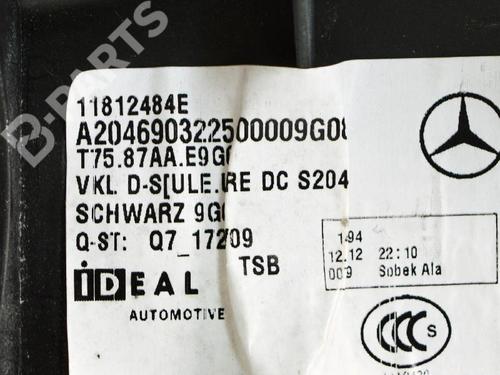 B-PARTS
11812484E
A20469032250000 9G08
T75.87AA.E9G
VKL D-S[ULE.RE DC S204
SCHWARZ 9G
Q-ST: Q7_17209
TSB
iDEAL
AUTOMOTIVE
194
12.12 22:10
009 Sobek Ala
CCC S